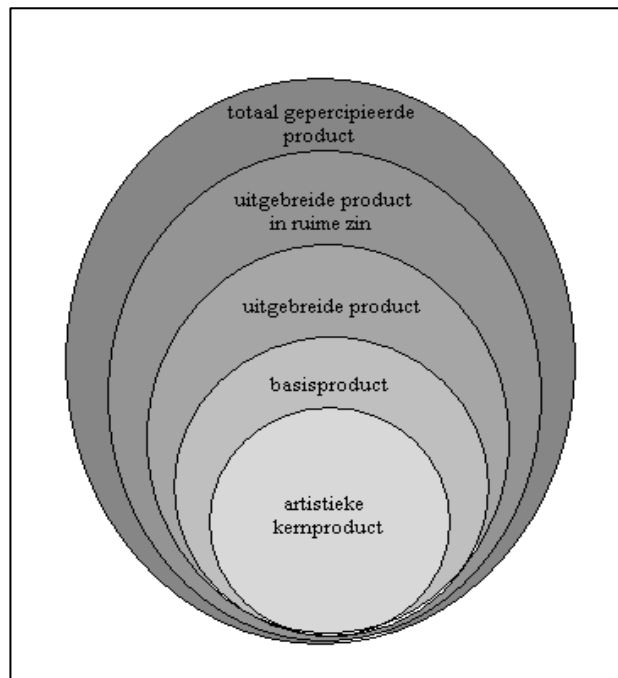 totaal gepercipieerde
product
uitgebreide product
in ruime zin
uitgebreide product
basisproduct
artistieke
kernproduct